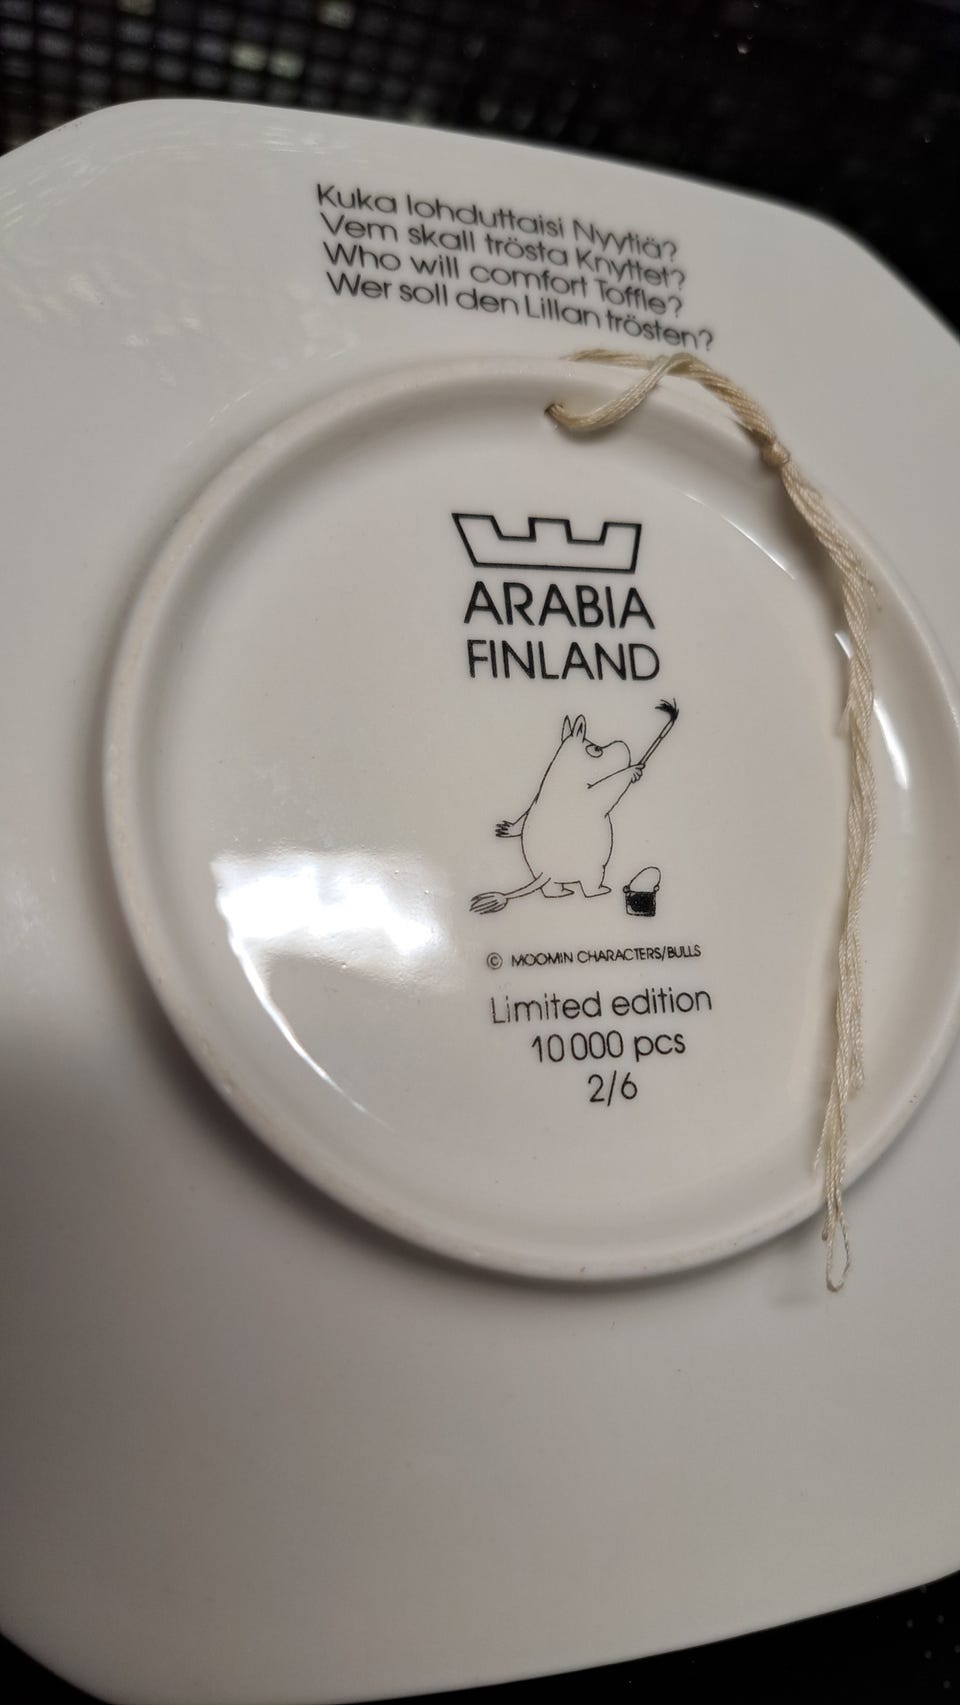 Kuka lohduttaisi Nyytiä?
Vem skall trösta Knyttet?
Who will comfort Toffle?
Wer soll den Lillan trösten?
ARABIA
FINLAND
© MOOMIN CHARACTERS/BULLS
Limited edition
10 000 pcs
2/6